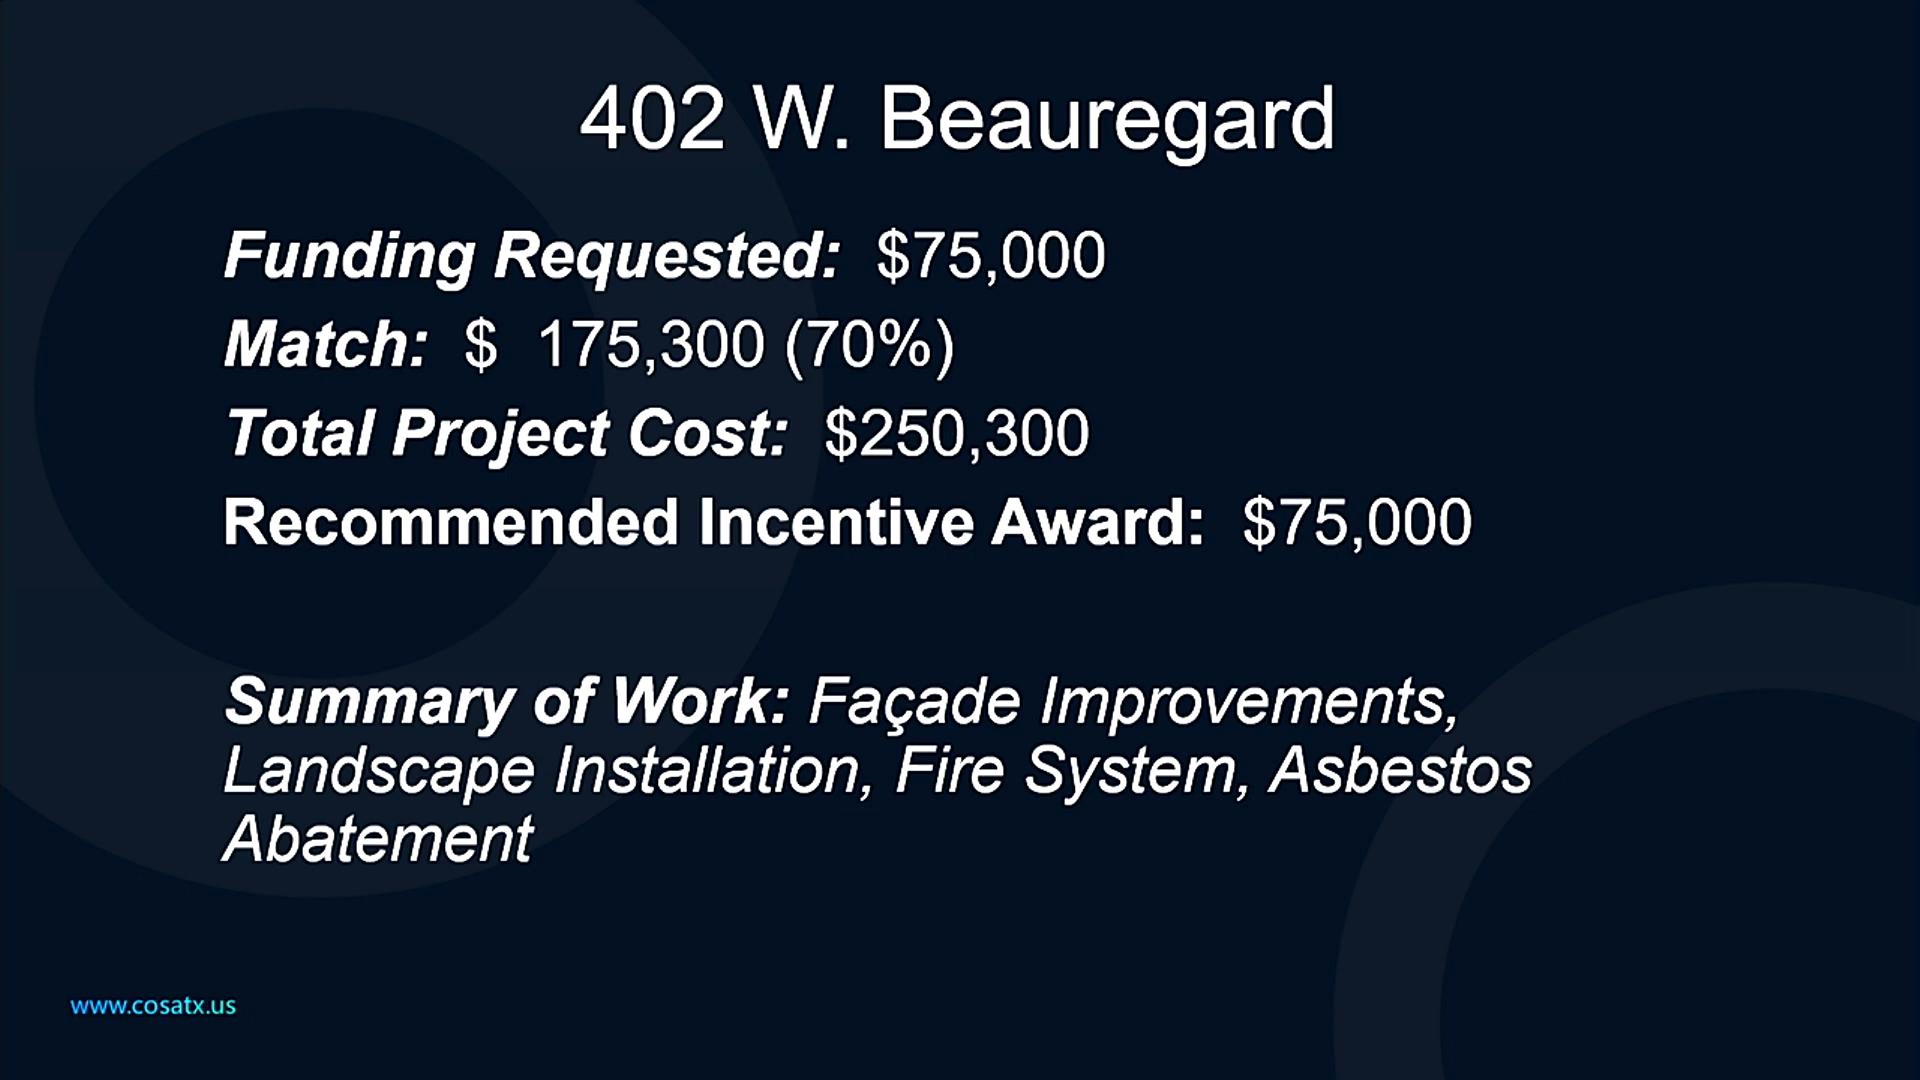 402 W. Beauregard
Funding Requested: $75,000
Match: $ 175,300 (70%)
Total Project Cost: $250,300
Recommended Incentive Award: $75,000
Summary of Work: Façade Improvements,
Landscape Installation, Fire System, Asbestos
Abatement
www.cosatx.us